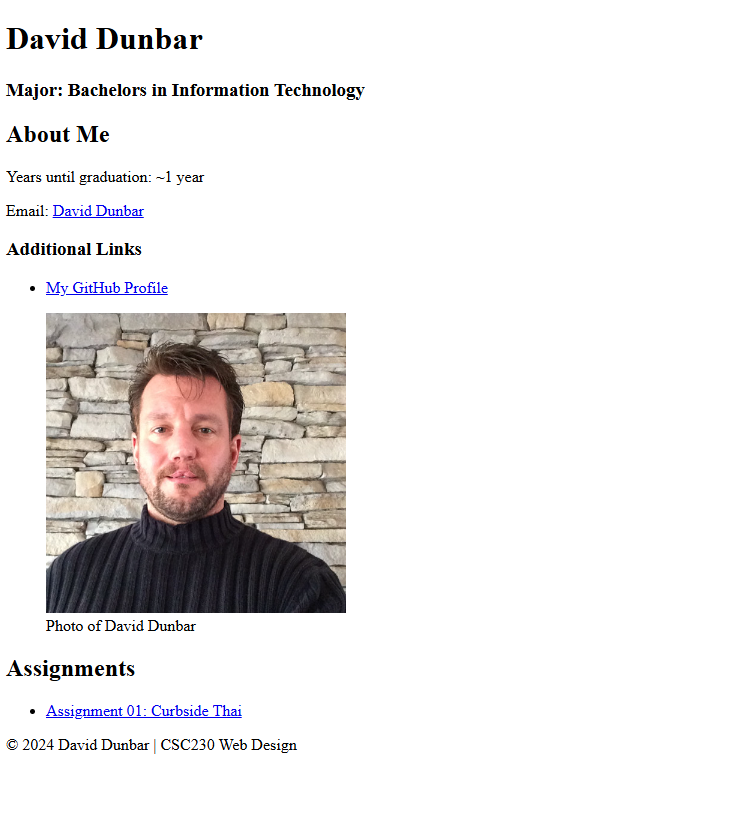 David Dunbar
Major: Bachelors in Information Technology
About Me
Years until graduation: ~1 year
Email: David Dunbar
Additional Links
My GitHub Profile
Photo of David Dunbar
Assignments
Assignment 01: Curbside Thai
© 2024 David Dunbar | CSC230 Web Design